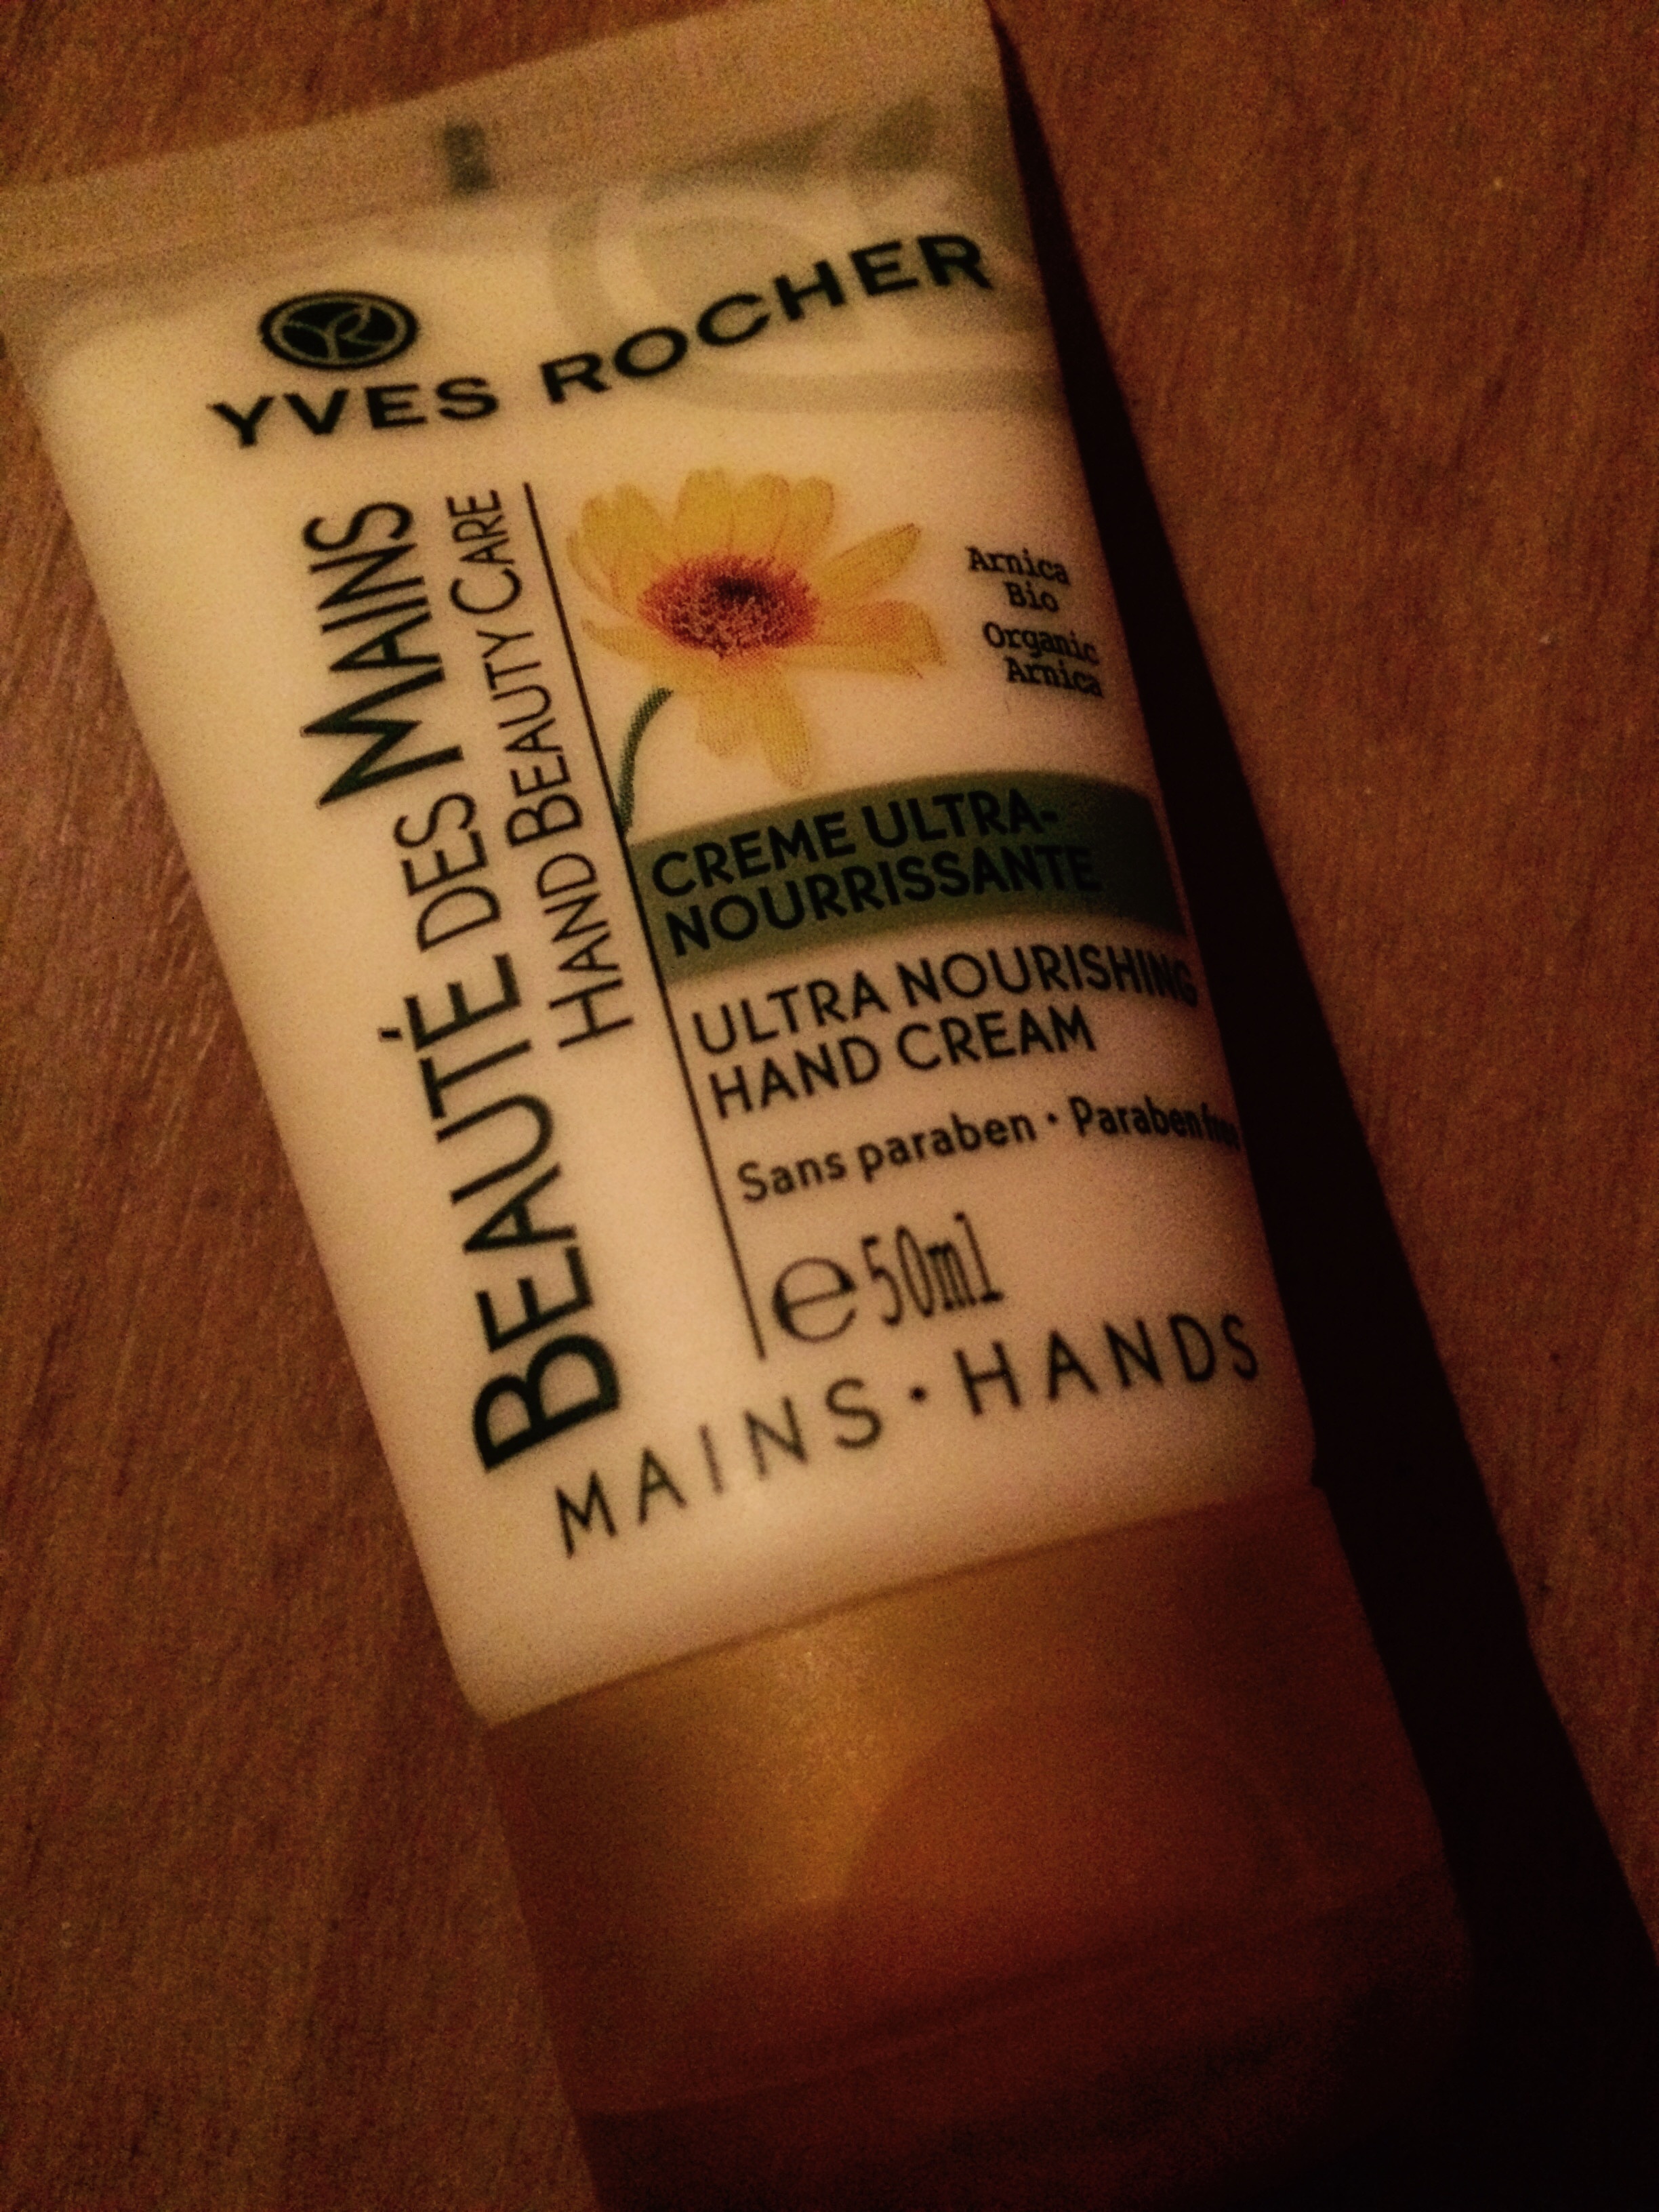 YVES ROCHER
BEAUTÉ DES MAINS
HAND BEAUTY CARE
Arnica
Bio
Organic
Arnica
CREME ULTRA-
NOURRISSANTE
ULTRA NOURISHING
HAND CREAM
Sans paraben • Paraben free
℮ 50ml
MAINS • HANDS